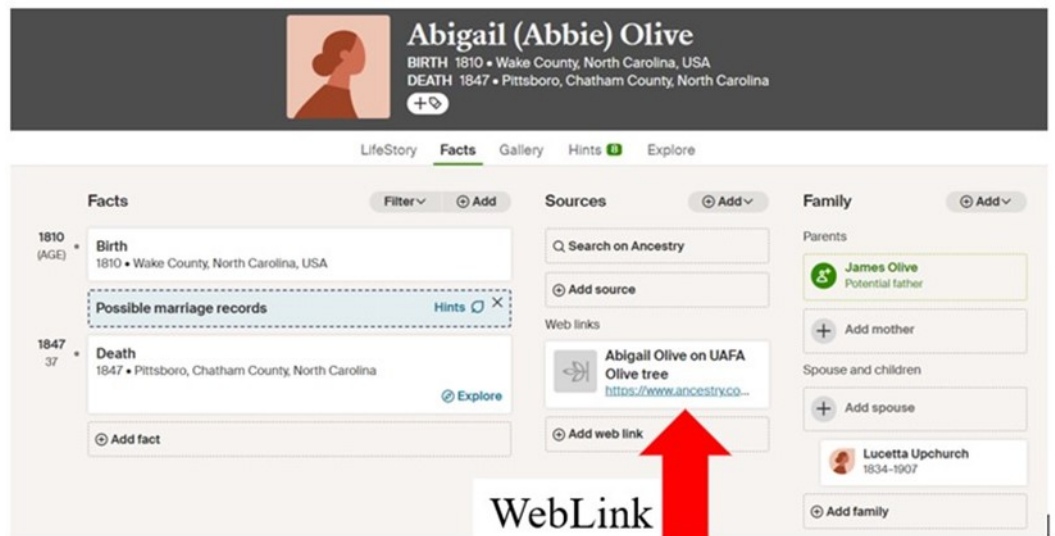 Abigail (Abbie) Olive
BIRTH 1810 • Wake County, North Carolina, USA
DEATH 1847 • Pittsboro, Chatham County, North Carolina
LifeStory Facts Gallery Hints 8 Explore
Facts Filter Add
1810
(AGE)
Birth
1810 • Wake County, North Carolina, USA
Possible marriage records Hints
1847
37
Death
1847 • Pittsboro, Chatham County, North Carolina
Explore
Add fact
Sources Add
Search on Ancestry
Add source
Web links
Abigail Olive on UAFA
Olive tree
https://www.ancestry.co...
Add web link
WebLink
Family Add
Parents
James Olive
Potential father
Add mother
Spouse and children
Add spouse
Lucetta Upchurch
1834–1907
Add family